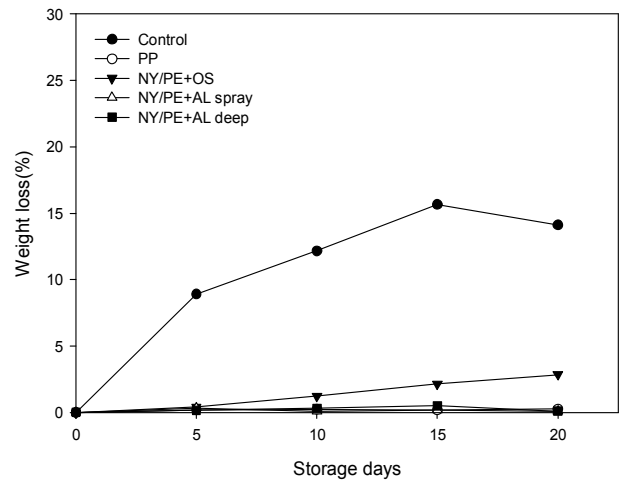 30
25
20
15
10
5
0
Weight loss(%)
Control
PP
NY/PE+OS
NY/PE+AL spray
NY/PE+AL deep
0 5 10 15 20
Storage days